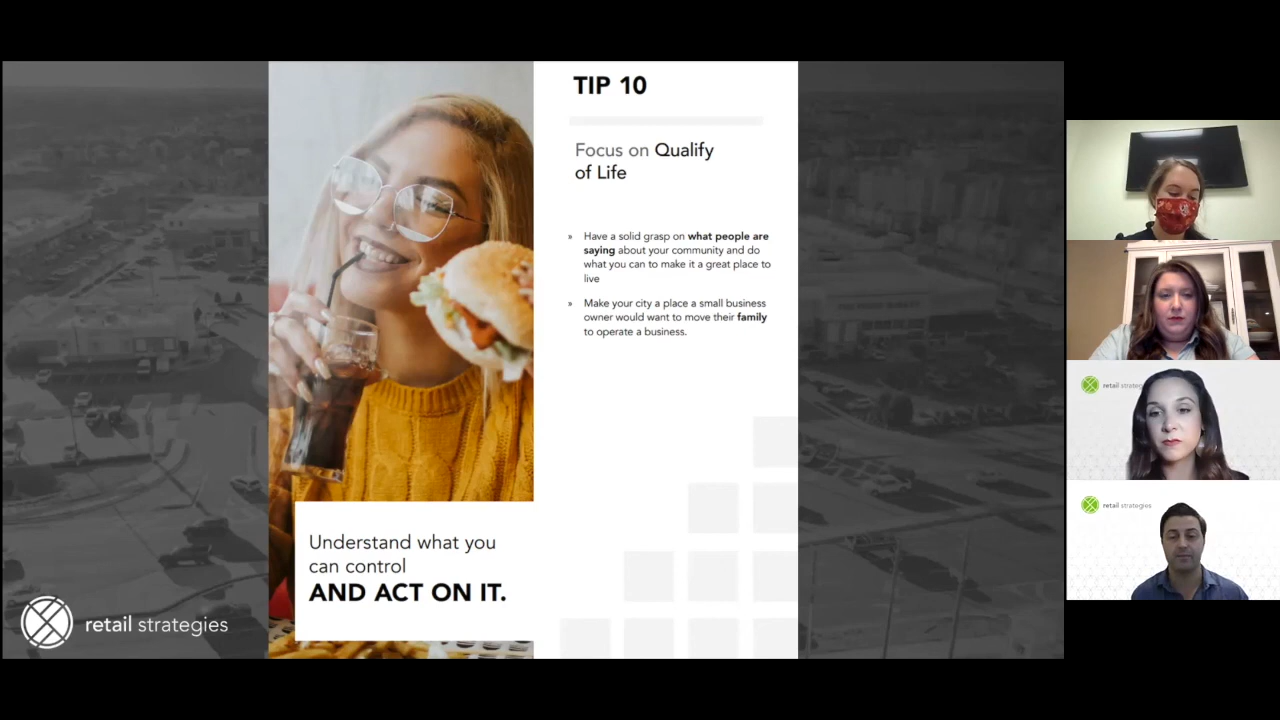 TIP 10
Focus on Qualify
of Life
» Have a solid grasp on what people are
saying about your community and do
what you can to make it a great place to
live
» Make your city a place a small business
owner would want to move their family
to operate a business.
Understand what you
can control
AND ACT ON IT.
retail strategies
retail strateg
retail strategies